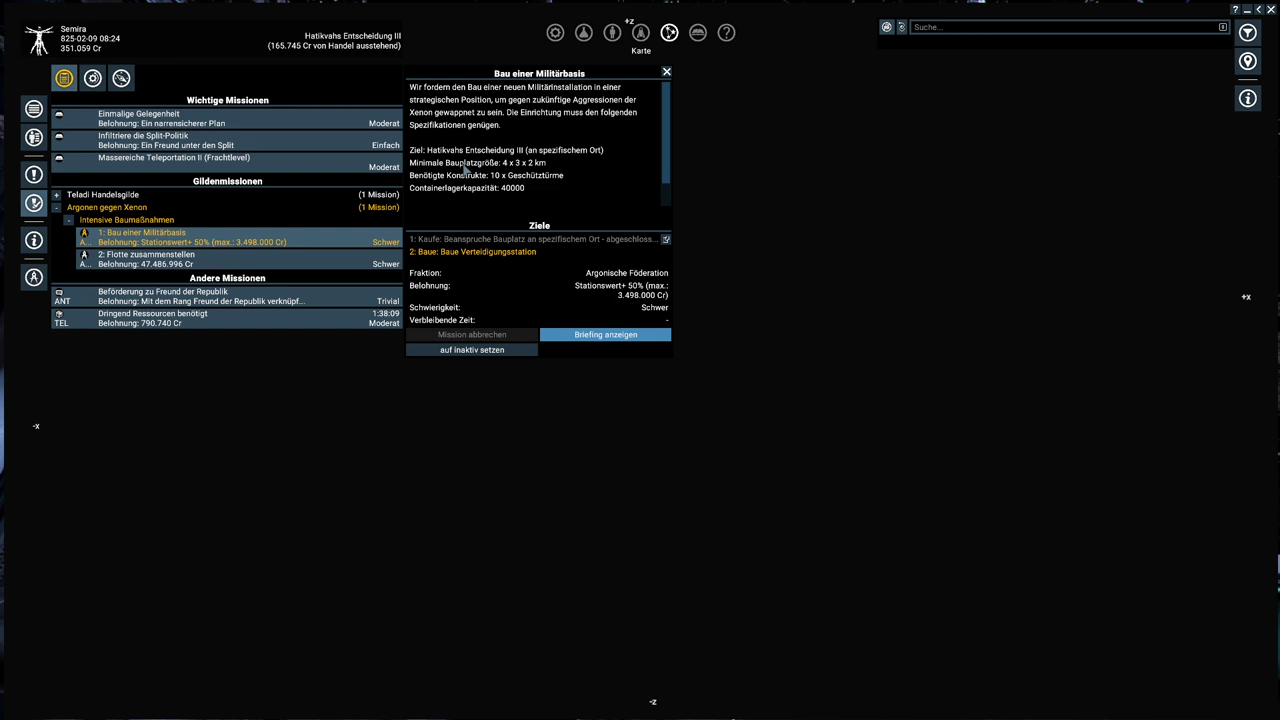 Semira
825-02-09 08:24
351.059 Cr
Hatikvahs Entscheidung III
(165.745 Cr von Handel ausstehend)
+z
Karte
Suche...
? _ < X
Wichtige Missionen
Einmalige Gelegenheit
Belohnung: Ein narrensicherer Plan Moderat
Infiltriere die Split-Politik
Belohnung: Ein Freund unter den Split Einfach
Massereiche Teleportation II (Frachtlevel)
Moderat
Gildenmissionen
+ Teladi Handelsgilde (1 Mission)
- Argonen gegen Xenon (1 Mission)
- Intensive Baumaßnahmen
1: Bau einer Militärbasis
A... Belohnung: Stationswert+ 50% (max.: 3.498.000 Cr) Schwer
2: Flotte zusammenstellen
A... Belohnung: 47.486.996 Cr Schwer
Andere Missionen
Beförderung zu Freund der Republik
ANT Belohnung: Mit dem Rang Freund der Republik verknüpf... Trivial
Dringend Ressourcen benötigt 1:38:09
TEL Belohnung: 790.740 Cr Moderat
Bau einer Militärbasis
Wir fordern den Bau einer neuen Militärinstallation in einer
strategischen Position, um gegen zukünftige Aggressionen der
Xenon gewappnet zu sein. Die Einrichtung muss den folgenden
Spezifikationen genügen.
Ziel: Hatikvahs Entscheidung III (an spezifischem Ort)
Minimale Bauplatzgröße: 4 x 3 x 2 km
Benötigte Konstrukte: 10 x Geschütztürme
Containerlagerkapazität: 40000
Ziele
1: Kaufe: Beanspruche Bauplatz an spezifischem Ort - abgeschloss...
2: Baue: Baue Verteidigungsstation
Fraktion: Argonische Föderation
Belohnung: Stationswert+ 50% (max.:
3.498.000 Cr)
Schwierigkeit: Schwer
Verbleibende Zeit: -
Mission abbrechen Briefing anzeigen
auf inaktiv setzen
+x
-x
-z